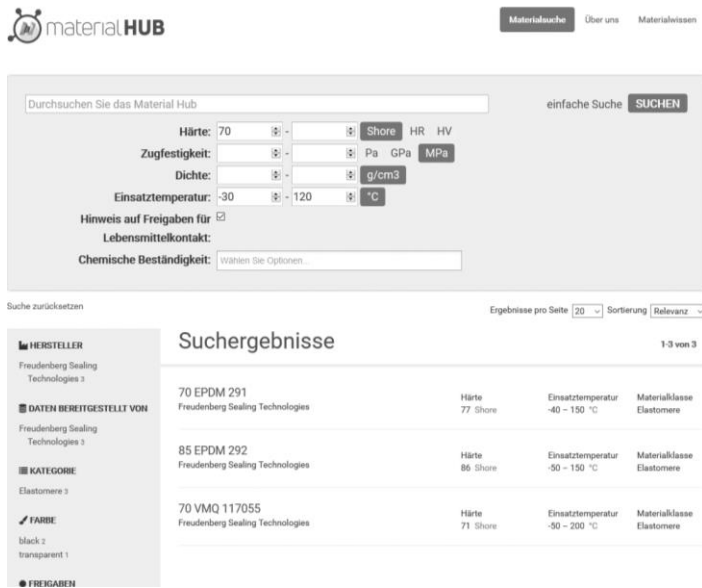 materialHUB
Materialsuche Über uns Materialwissen
Durchsuchen Sie das Material Hub einfache Suche SUCHEN
Härte: 70 - Shore HR HV
Zugfestigkeit: - Pa GPa MPa
Dichte: - g/cm3
Einsatztemperatur: -30 - 120 °C
Hinweis auf Freigaben für
Lebensmittelkontakt:
Chemische Beständigkeit: Wählen Sie Optionen...
Suche zurücksetzen
Ergebnisse pro Seite 20 Sortierung Relevanz
HERSTELLER
Freudenberg Sealing
Technologies 3
DATEN BEREITGESTELLT VON
Freudenberg Sealing
Technologies 3
KATEGORIE
Elastomere 3
FARBE
black 2
transparent 1
FREIGABEN
Suchergebnisse 1-3 von 3
70 EPDM 291
Freudenberg Sealing Technologies
Härte Einsatztemperatur Materialklasse
77 Shore -40 – 150 °C Elastomere
85 EPDM 292
Freudenberg Sealing Technologies
Härte Einsatztemperatur Materialklasse
86 Shore -50 – 150 °C Elastomere
70 VMQ 117055
Freudenberg Sealing Technologies
Härte Einsatztemperatur Materialklasse
71 Shore -50 – 200 °C Elastomere